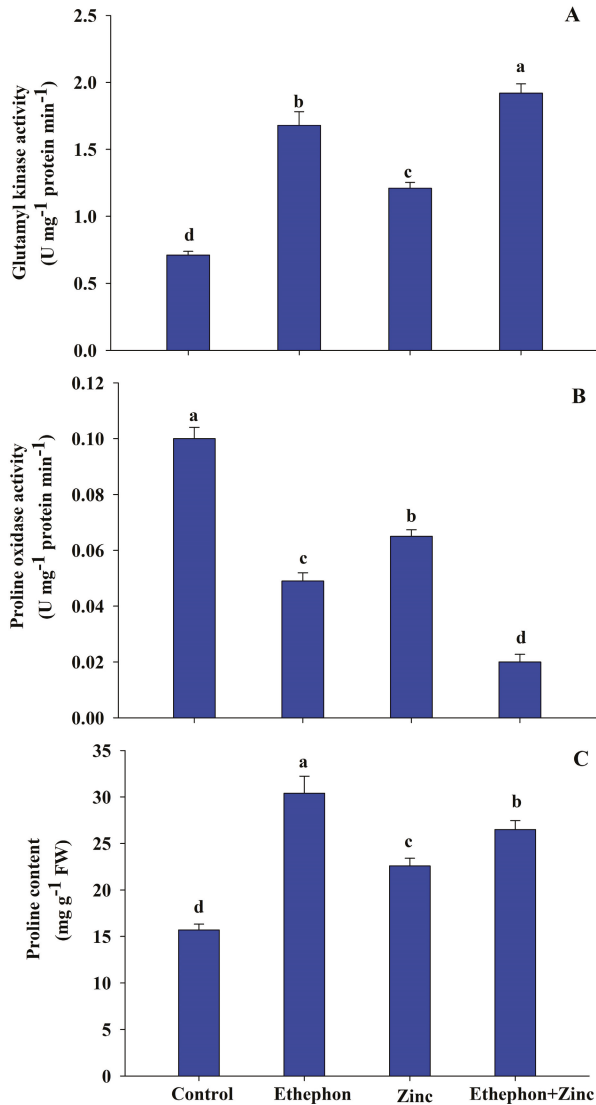 A
Glutamyl kinase activity
(U mg-1 protein min-1)
2.5
2.0
1.5
1.0
0.5
0.0
d
b
c
a
B
Proline oxidase activity
(U mg-1 protein min-1)
0.12
0.10
0.08
0.06
0.04
0.02
0.00
a
c
b
d
C
Proline content
(mg g-1 FW)
35
30
25
20
15
10
5
0
d
a
c
b
Control Ethephon Zinc Ethephon+Zinc